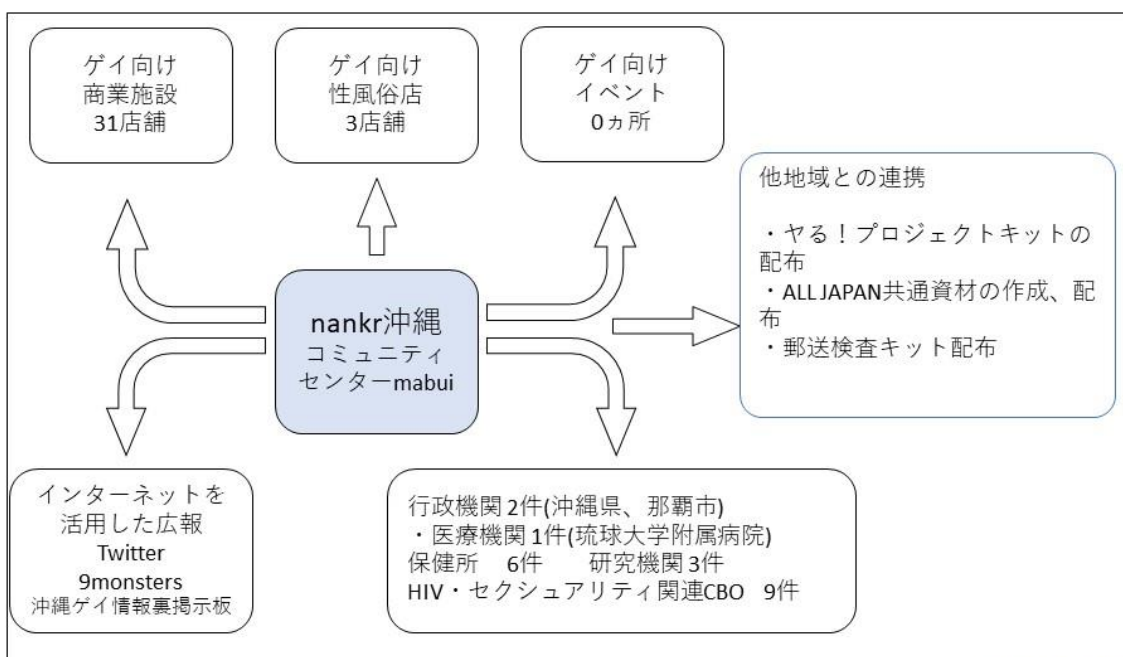 ゲイ向け
商業施設
31店舗
ゲイ向け
性風俗店
3店舗
ゲイ向け
イベント
0ヵ所
他地域との連携
・ヤる！プロジェクトキットの
配布
・ALL JAPAN共通資材の作成、配
布
・郵送検査キット配布
nankr沖縄
コミュニティ
センターmabui
インターネットを
活用した広報
Twitter
9monsters
沖縄ゲイ情報裏掲示板
行政機関 2件(沖縄県、那覇市)
・医療機関 1件(琉球大学附属病院)
保健所　6件　　研究機関 3件
HIV・セクシュアリティ関連CBO　9件